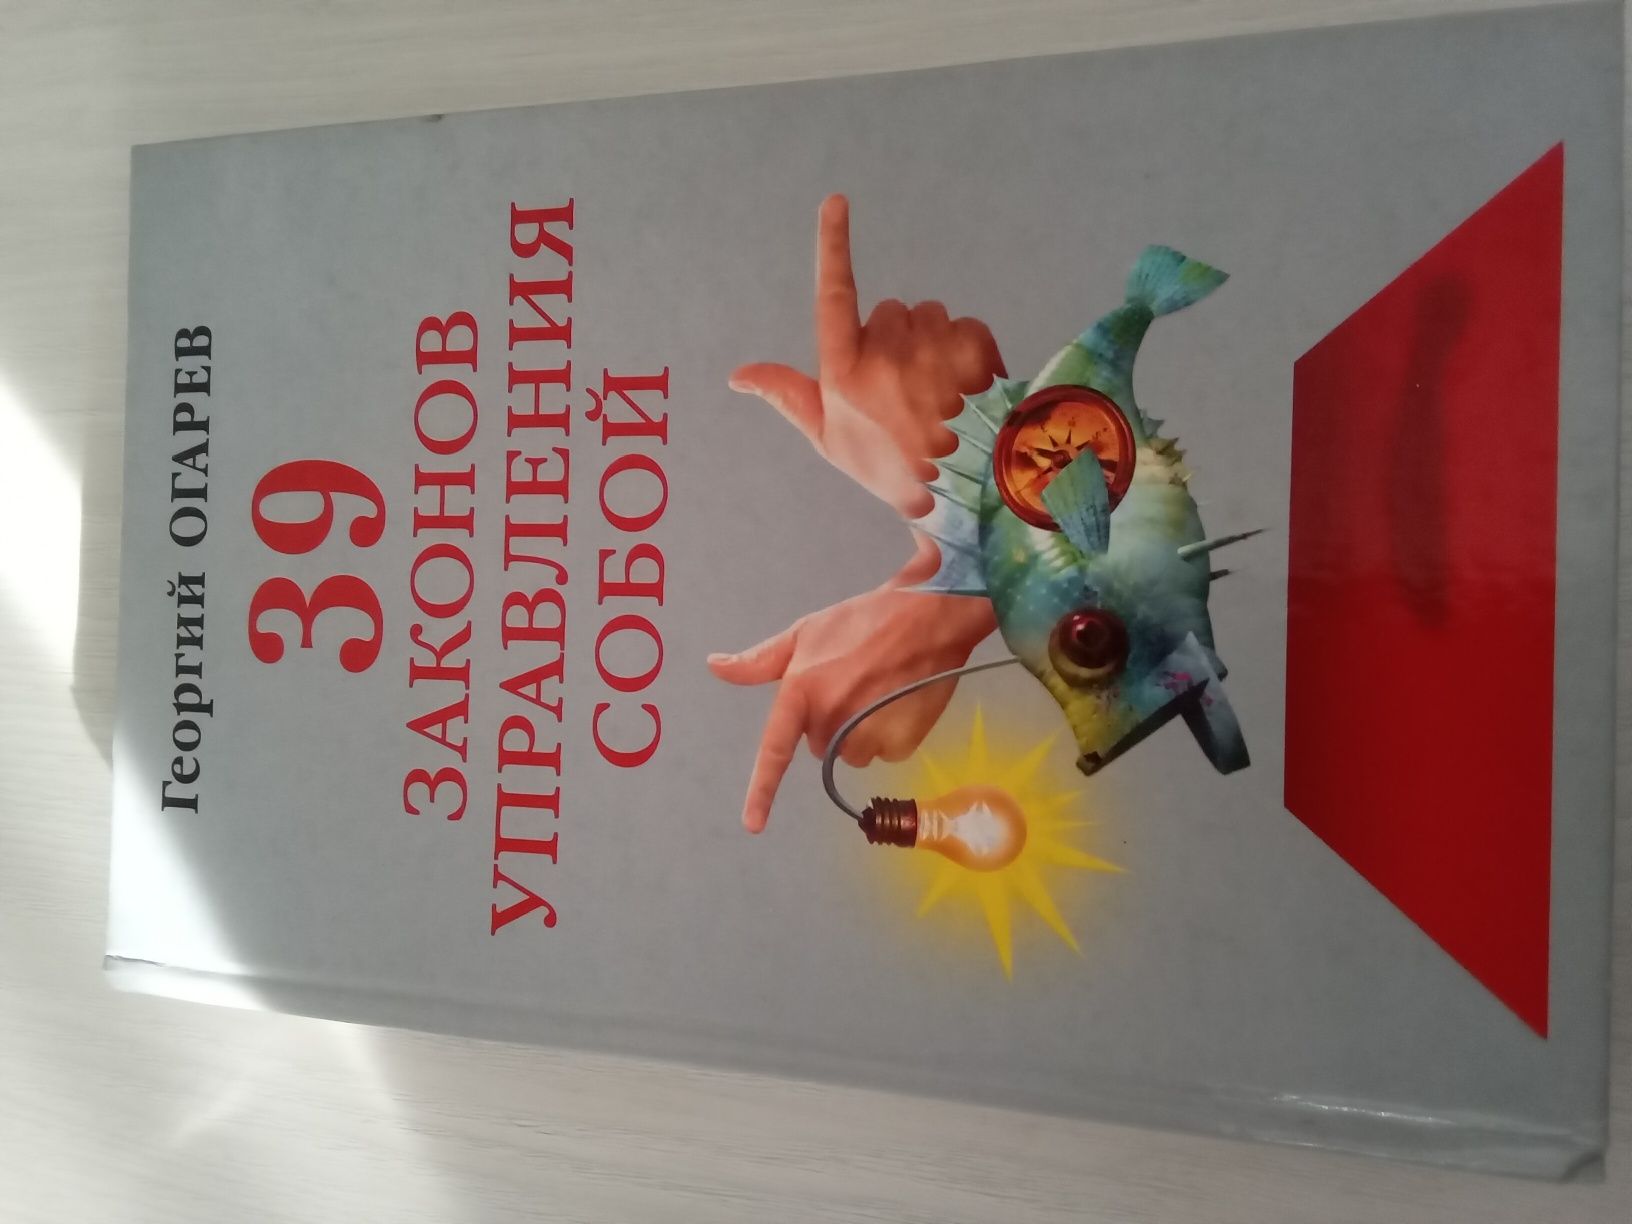 Георгий ОГАРЕВ
39
ЗАКОНОВ
УПРАВЛЕНИЯ
СОБОЙ